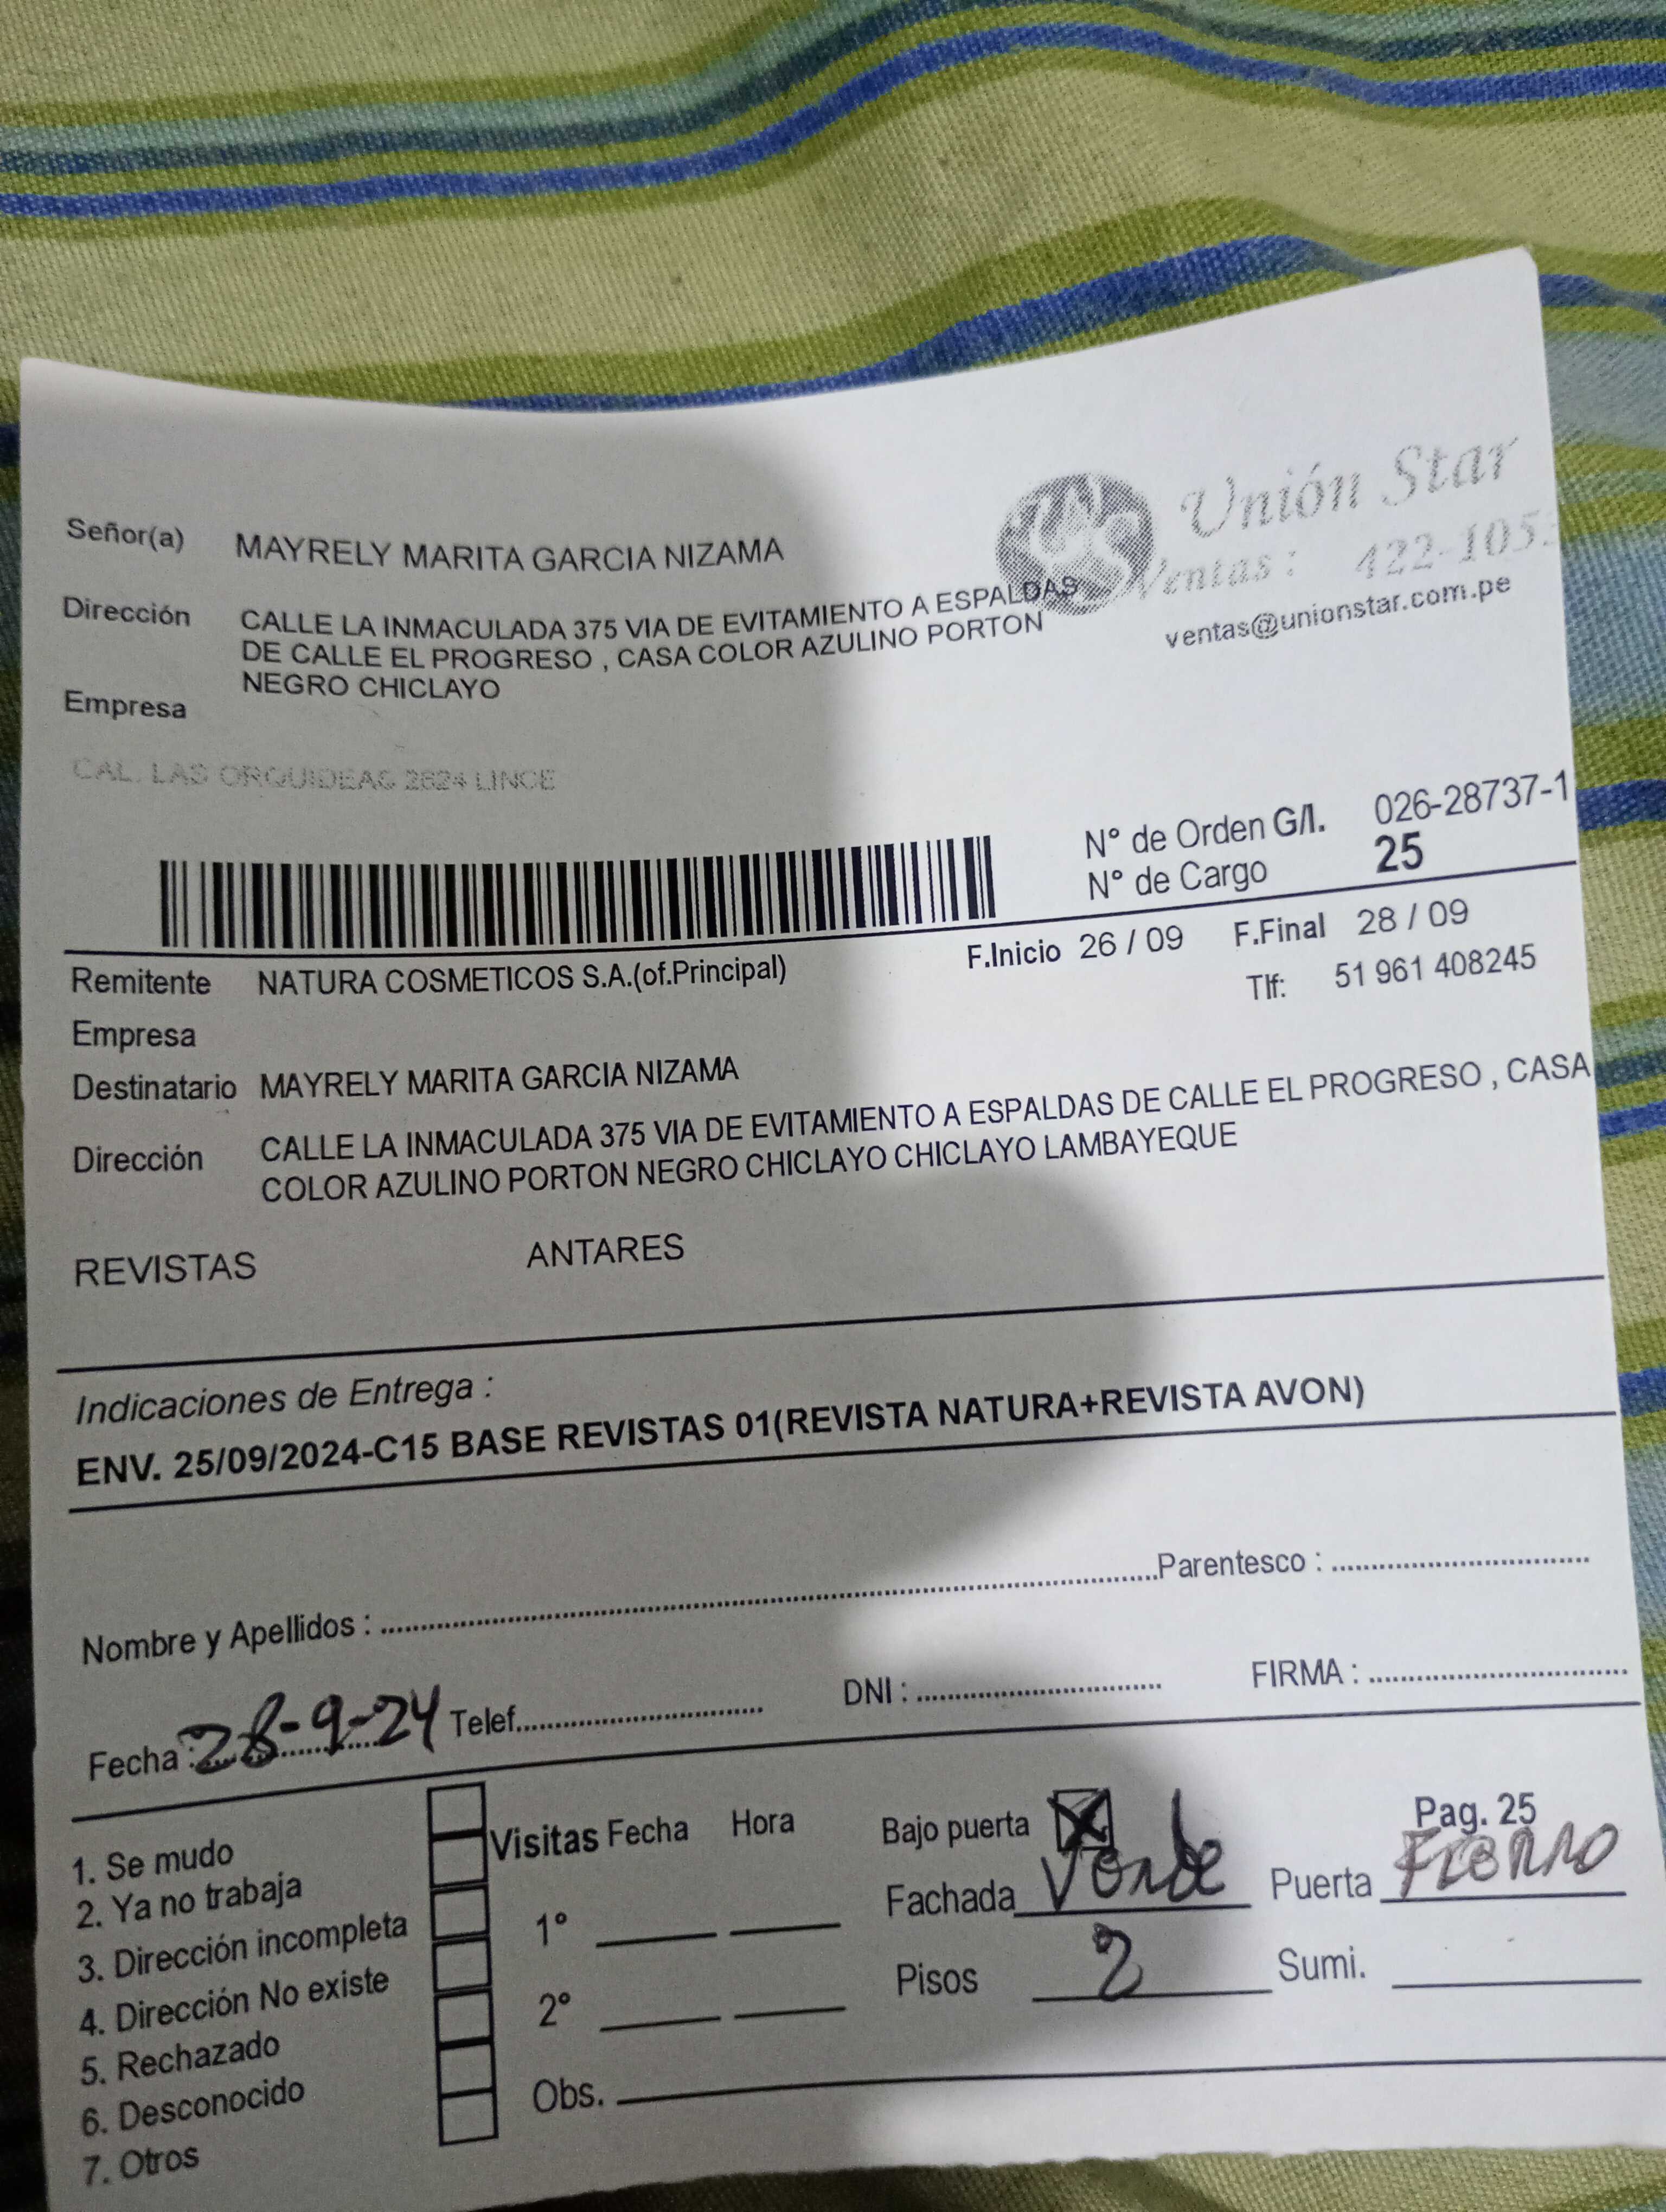 Unión Star
Ventas: 422-105
ventas@unionstar.com.pe
Señor(a) MAYRELY MARITA GARCIA NIZAMA
Dirección CALLE LA INMACULADA 375 VIA DE EVITAMIENTO A ESPALDAS
DE CALLE EL PROGRESO , CASA COLOR AZULINO PORTON
NEGRO CHICLAYO
Empresa
CAL. LAS ORQUIDEAS 2624 LINCE
N° de Orden G/I. 026-28737-1
N° de Cargo 25
F.Inicio 26 / 09 F.Final 28 / 09
Remitente NATURA COSMETICOS S.A.(of.Principal)
Tlf: 51 961 408245
Empresa
Destinatario MAYRELY MARITA GARCIA NIZAMA
Dirección CALLE LA INMACULADA 375 VIA DE EVITAMIENTO A ESPALDAS DE CALLE EL PROGRESO , CASA
COLOR AZULINO PORTON NEGRO CHICLAYO CHICLAYO LAMBAYEQUE
REVISTAS ANTARES
Indicaciones de Entrega :
ENV. 25/09/2024-C15 BASE REVISTAS 01(REVISTA NATURA+REVISTA AVON)
Nombre y Apellidos : Parentesco :
Fecha : 28-9-24 Telef. DNI : FIRMA :
1. Se mudo
2. Ya no trabaja
3. Dirección incompleta
4. Dirección No existe
5. Rechazado
6. Desconocido
7. Otros
Visitas Fecha Hora
1°
2°
Obs.
Bajo puerta X
Pag. 25
Fachada Verde Puerta Fierro
Pisos 2 Sumi.